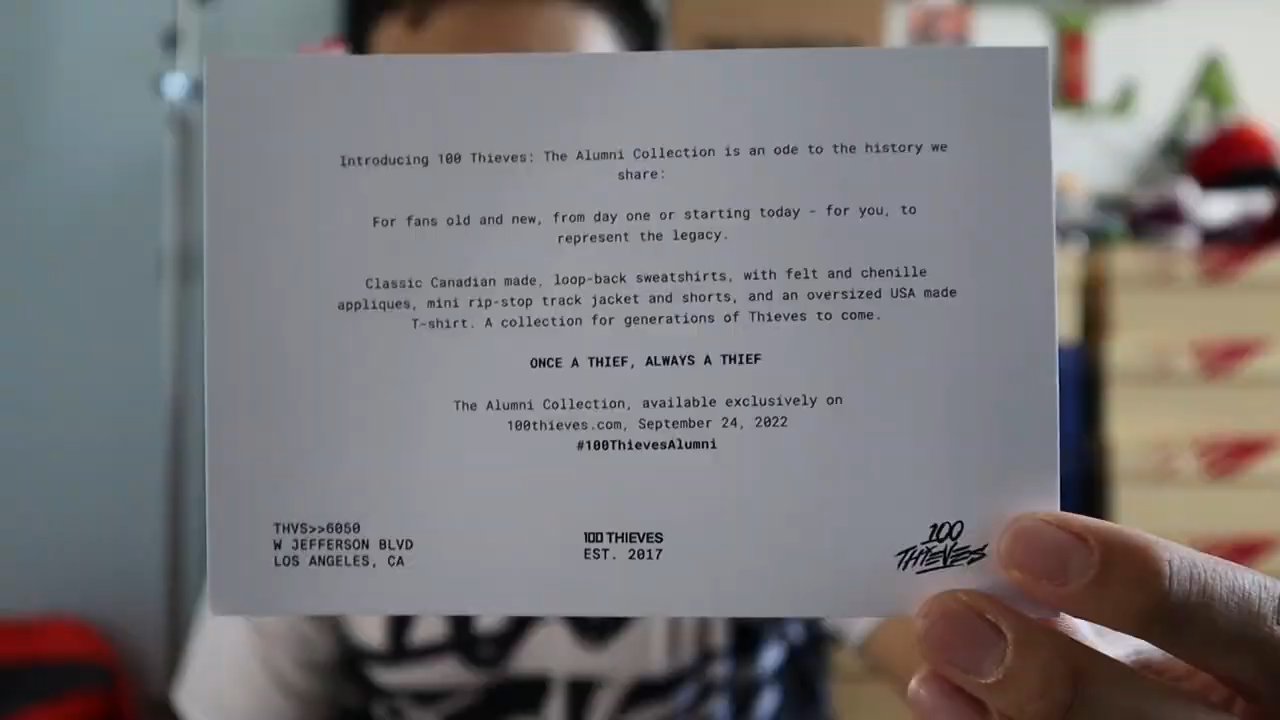 Introducing 100 Thieves: The Alumni Collection is an ode to the history we
share:
For fans old and new, from day one or starting today - for you, to
represent the legacy.
Classic Canadian made, loop-back sweatshirts, with felt and chenille
appliques, mini rip-stop track jacket and shorts, and an oversized USA made
T-shirt. A collection for generations of Thieves to come.
ONCE A THIEF, ALWAYS A THIEF
The Alumni Collection, available exclusively on
100thieves.com, September 24, 2022
#100ThievesAlumni
THVS>>6050
W JEFFERSON BLVD
LOS ANGELES, CA
100 THIEVES
EST. 2017
100
THIEVES